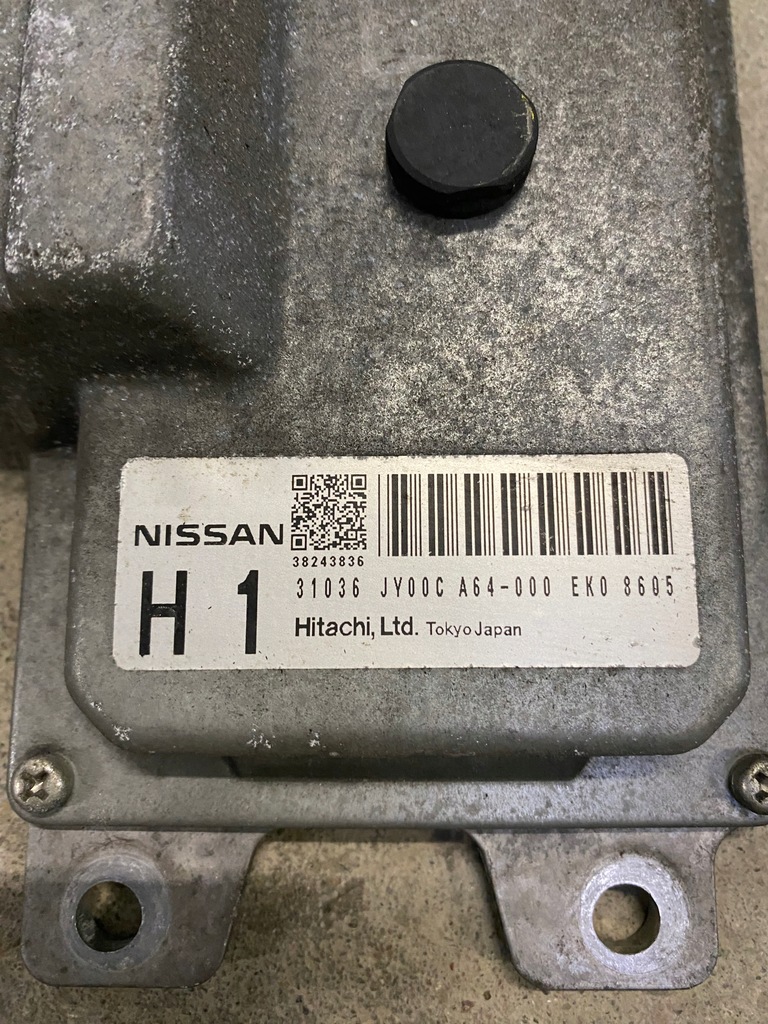 NISSAN
38243836
H 1
31036 JY00C A64-000 EK0 8605
Hitachi, Ltd. Tokyo Japan